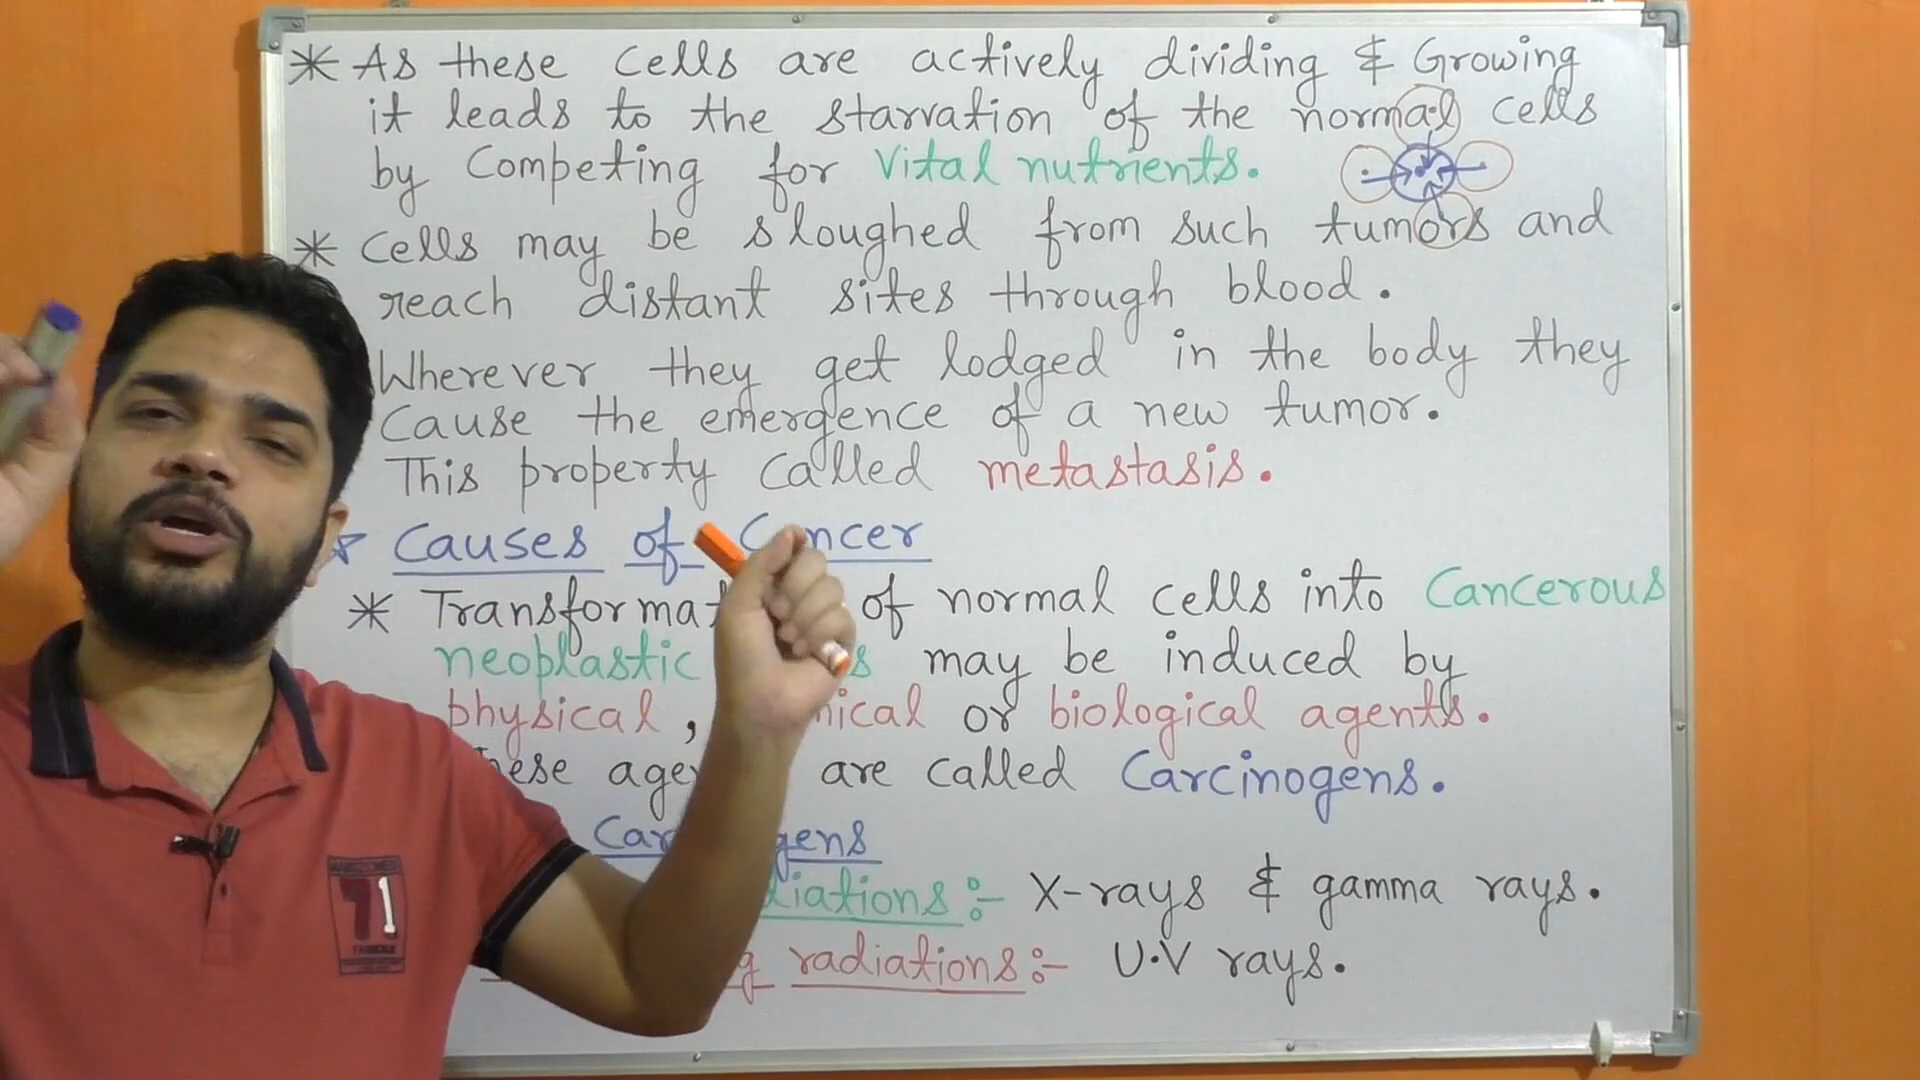 * As these cells are actively dividing & Growing
it leads to the starvation of the normal cells
by Competing for Vital nutrients.
* Cells may be sloughed from such tumors and
reach distant sites through blood.
Wherever they get lodged in the body they
Cause the emergence of a new tumor.
This property called metastasis.
Causes of Cancer
* of normal cells into Cancerous
neoplastic may be induced by
physical, or biological agents.
are called Carcinogens.
X-rays & gamma rays.
radiations:- U.V rays.
71